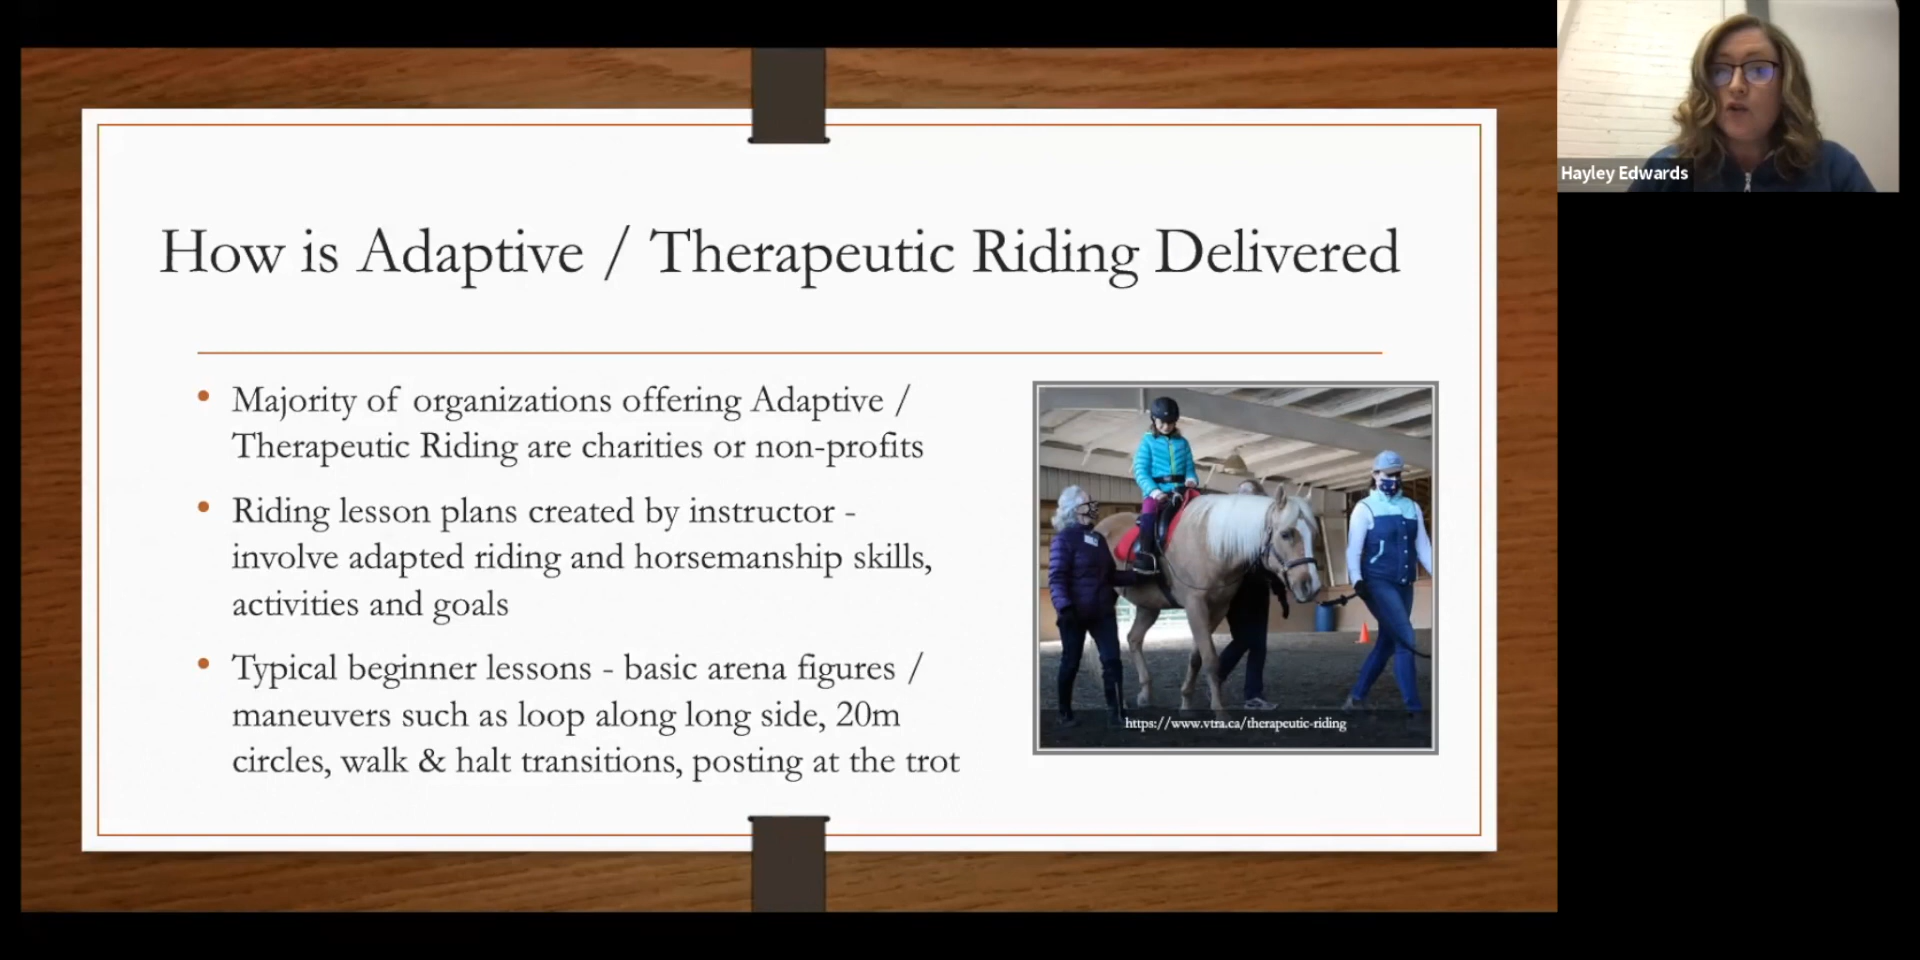 How is Adaptive / Therapeutic Riding Delivered
Majority of organizations offering Adaptive /
Therapeutic Riding are charities or non-profits
Riding lesson plans created by instructor -
involve adapted riding and horsemanship skills,
activities and goals
Typical beginner lessons - basic arena figures /
maneuvers such as loop along long side, 20m
circles, walk & halt transitions, posting at the trot
https://www.vtra.ca/therapeutic-riding
Hayley Edwards